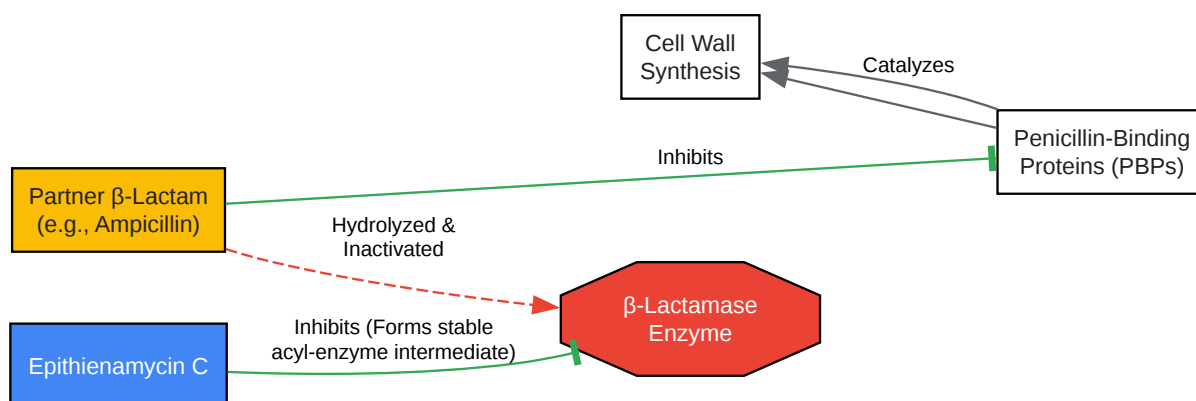 Cell Wall
Synthesis
Catalyzes
Penicillin-Binding
Proteins (PBPs)
Inhibits
Partner β-Lactam
(e.g., Ampicillin)
Hydrolyzed &
Inactivated
β-Lactamase
Enzyme
Inhibits (Forms stable
acyl-enzyme intermediate)
Epithienamycin C